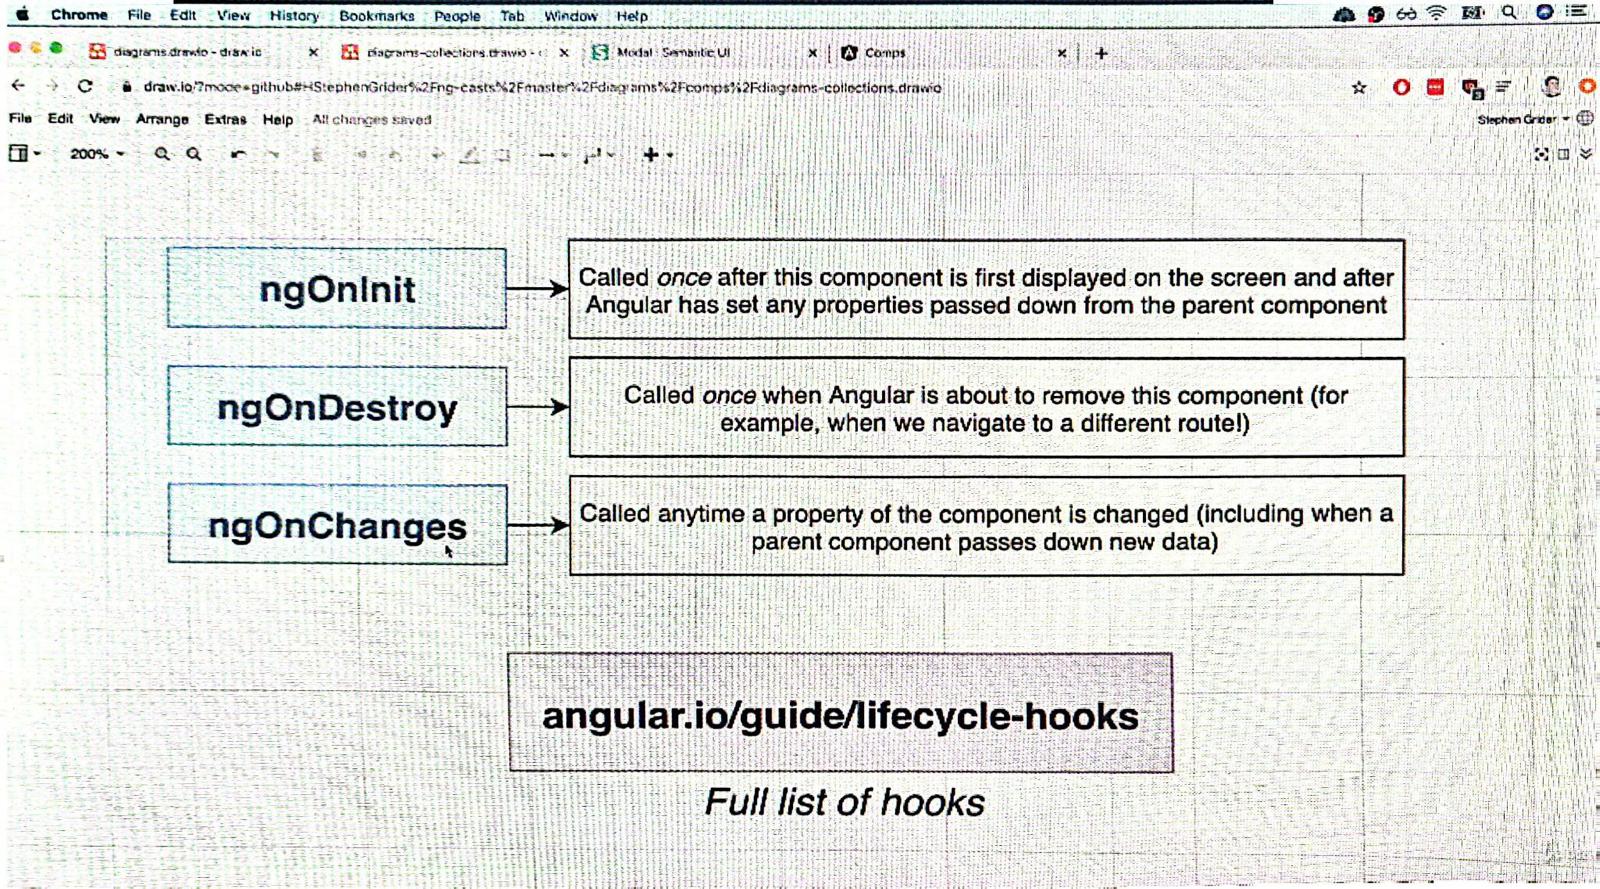 Chrome File Edit View History Bookmarks People Tab Window Help
diagrams.drawio - draw.io
diagrams-collections.drawio -
Modal Semantic UI
Comps
draw.io/?mode=github#HStephenGrider%2Fng-casts%2Fmaster%2Fdiagrams%2Fcomps%2Fdiagrams-collections.drawio
File Edit View Arrange Extras Help All changes saved
Stephen Grider
200%
ngOnInit
Called once after this component is first displayed on the screen and after
Angular has set any properties passed down from the parent component
ngOnDestroy
Called once when Angular is about to remove this component (for
example, when we navigate to a different route!)
ngOnChanges
Called anytime a property of the component is changed (including when a
parent component passes down new data)
angular.io/guide/lifecycle-hooks
Full list of hooks